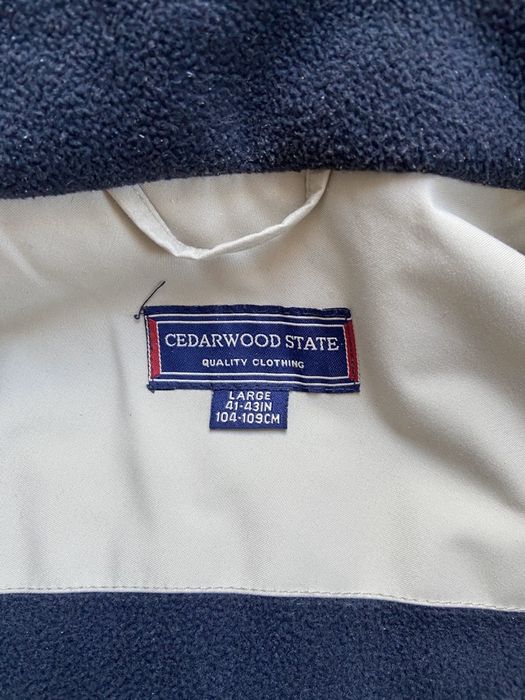 CEDARWOOD STATE
QUALITY CLOTHING
LARGE
41-43IN
104-109CM